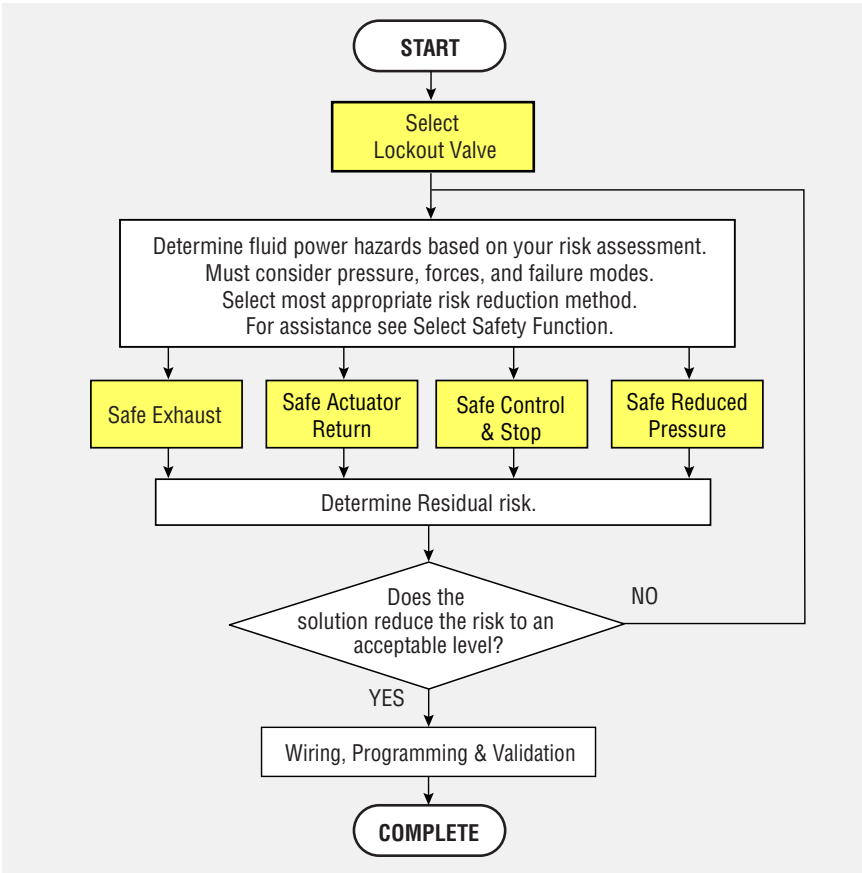 START
Select
Lockout Valve
Determine fluid power hazards based on your risk assessment.
Must consider pressure, forces, and failure modes.
Select most appropriate risk reduction method.
For assistance see Select Safety Function.
Safe Exhaust
Safe Actuator
Return
Safe Control
& Stop
Safe Reduced
Pressure
Determine Residual risk.
Does the
solution reduce the risk to an
acceptable level?
NO
YES
Wiring, Programming & Validation
COMPLETE